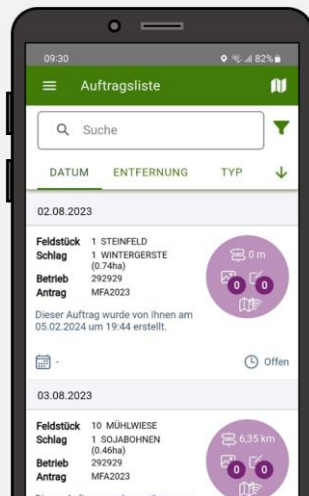 09:30 82%
Auftragsliste
Suche
DATUM ENTFERNUNG TYP
02.08.2023
Feldstück 1 STEINFELD
Schlag 1 WINTERGERSTE
(0.74ha)
Betrieb 292929
Antrag MFA2023
0 m
0 0
Dieser Auftrag wurde von Ihnen am
05.02.2024 um 19:44 erstellt.
- Offen
03.08.2023
Feldstück 10 MÜHLWIESE
Schlag 1 SOJABOHNEN
(0.46ha)
Betrieb 292929
Antrag MFA2023
6,35 km
0 0